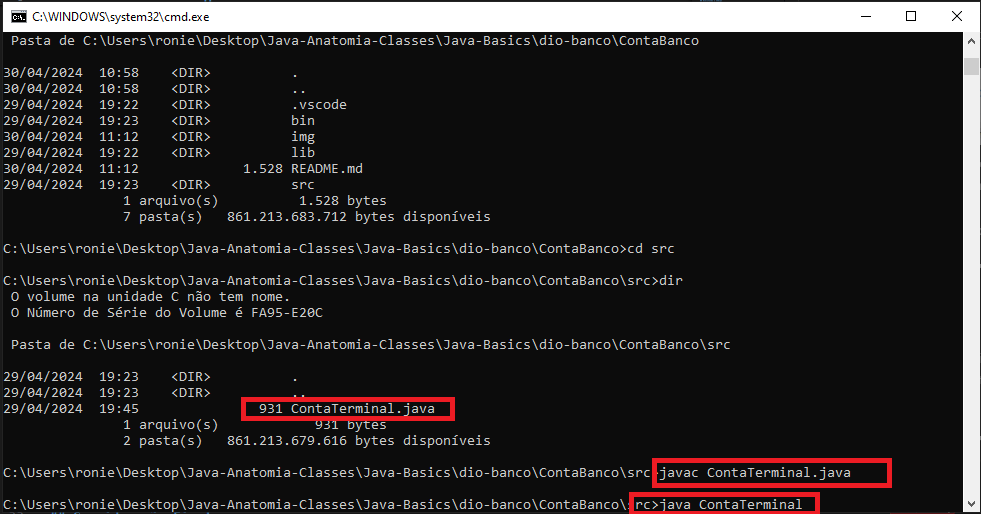 C:\WINDOWS\system32\cmd.exe
Pasta de C:\Users\ronie\Desktop\Java-Anatomia-Classes\Java-Basics\dio-banco\ContaBanco
30/04/2024  10:58    <DIR>          .
30/04/2024  10:58    <DIR>          ..
29/04/2024  19:22    <DIR>          .vscode
29/04/2024  19:23    <DIR>          bin
30/04/2024  11:12    <DIR>          img
29/04/2024  19:22    <DIR>          lib
30/04/2024  11:12             1.528 README.md
29/04/2024  19:23    <DIR>          src
1 arquivo(s)          1.528 bytes
7 pasta(s)   861.213.683.712 bytes disponíveis
C:\Users\ronie\Desktop\Java-Anatomia-Classes\Java-Basics\dio-banco\ContaBanco>cd src
C:\Users\ronie\Desktop\Java-Anatomia-Classes\Java-Basics\dio-banco\ContaBanco\src>dir
O volume na unidade C não tem nome.
O Número de Série do Volume é FA95-E20C
Pasta de C:\Users\ronie\Desktop\Java-Anatomia-Classes\Java-Basics\dio-banco\ContaBanco\src
29/04/2024  19:23    <DIR>          .
29/04/2024  19:23    <DIR>          ..
29/04/2024  19:45               931 ContaTerminal.java
1 arquivo(s)            931 bytes
2 pasta(s)   861.213.679.616 bytes disponíveis
C:\Users\ronie\Desktop\Java-Anatomia-Classes\Java-Basics\dio-banco\ContaBanco\src>javac ContaTerminal.java
C:\Users\ronie\Desktop\Java-Anatomia-Classes\Java-Basics\dio-banco\ContaBanco\src>java ContaTerminal